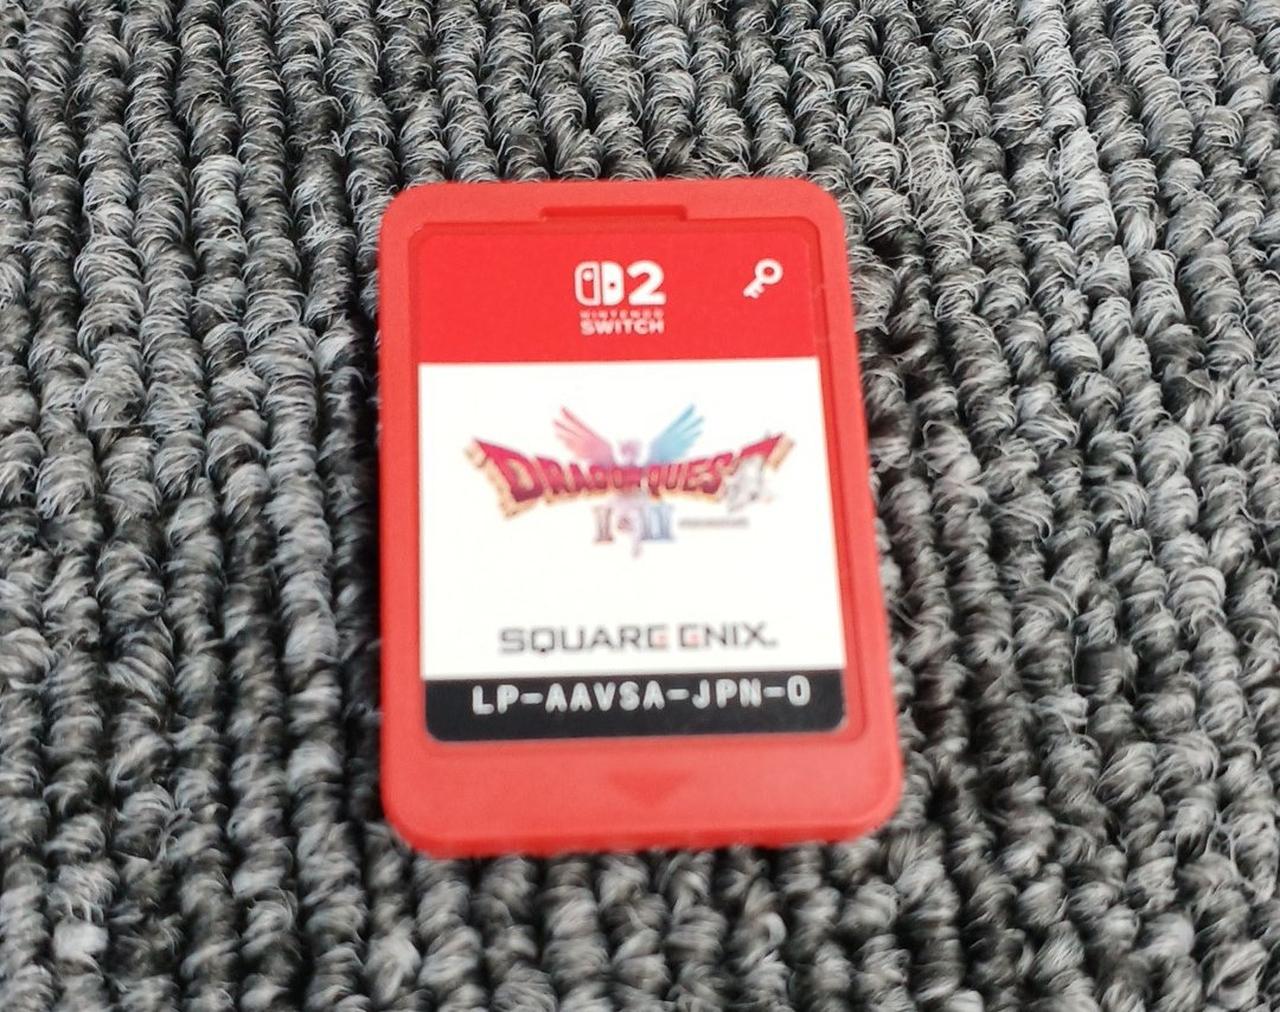 2
NINTENDO
SWITCH
DRAGON QUEST
I&II
SQUARE ENIX.
LP-AAVSA-JPN-0